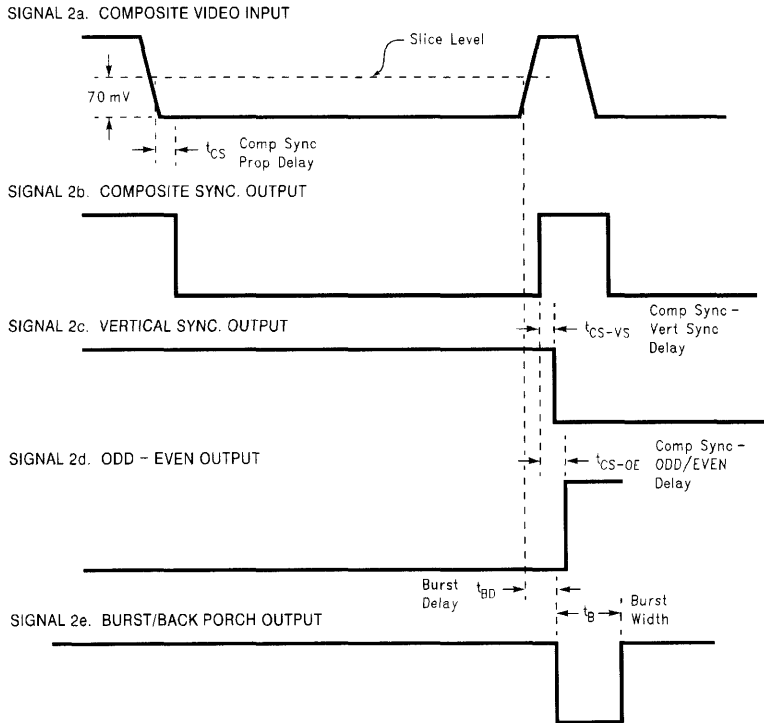 SIGNAL 2a. COMPOSITE VIDEO INPUT
Slice Level
70 mV
tCS Comp Sync
Prop Delay
SIGNAL 2b. COMPOSITE SYNC. OUTPUT
SIGNAL 2c. VERTICAL SYNC. OUTPUT
Comp Sync –
tCS-VS Vert Sync
Delay
SIGNAL 2d. ODD – EVEN OUTPUT
Comp Sync –
tCS-OE ODD/EVEN
Delay
Burst tBD
Delay
SIGNAL 2e. BURST/BACK PORCH OUTPUT
tB Burst
Width